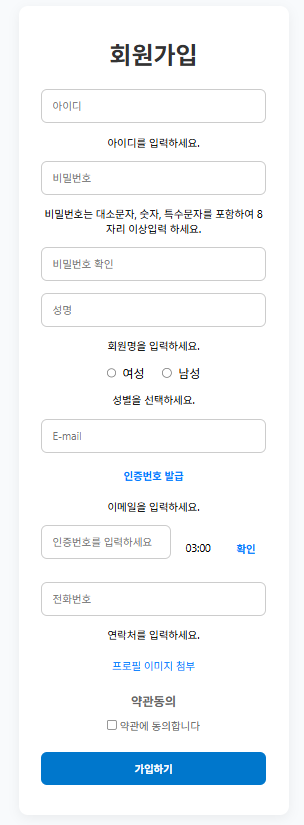 회원가입
아이디
아이디를 입력하세요.
비밀번호
비밀번호는 대소문자, 숫자, 특수문자를 포함하여 8
자리 이상입력 하세요.
비밀번호 확인
성명
회원명을 입력하세요.
여성 남성
성별을 선택하세요.
E-mail
인증번호 발급
이메일을 입력하세요.
인증번호를 입력하세요 03:00 확인
전화번호
연락처를 입력하세요.
프로필 이미지 첨부
약관동의
약관에 동의합니다
가입하기